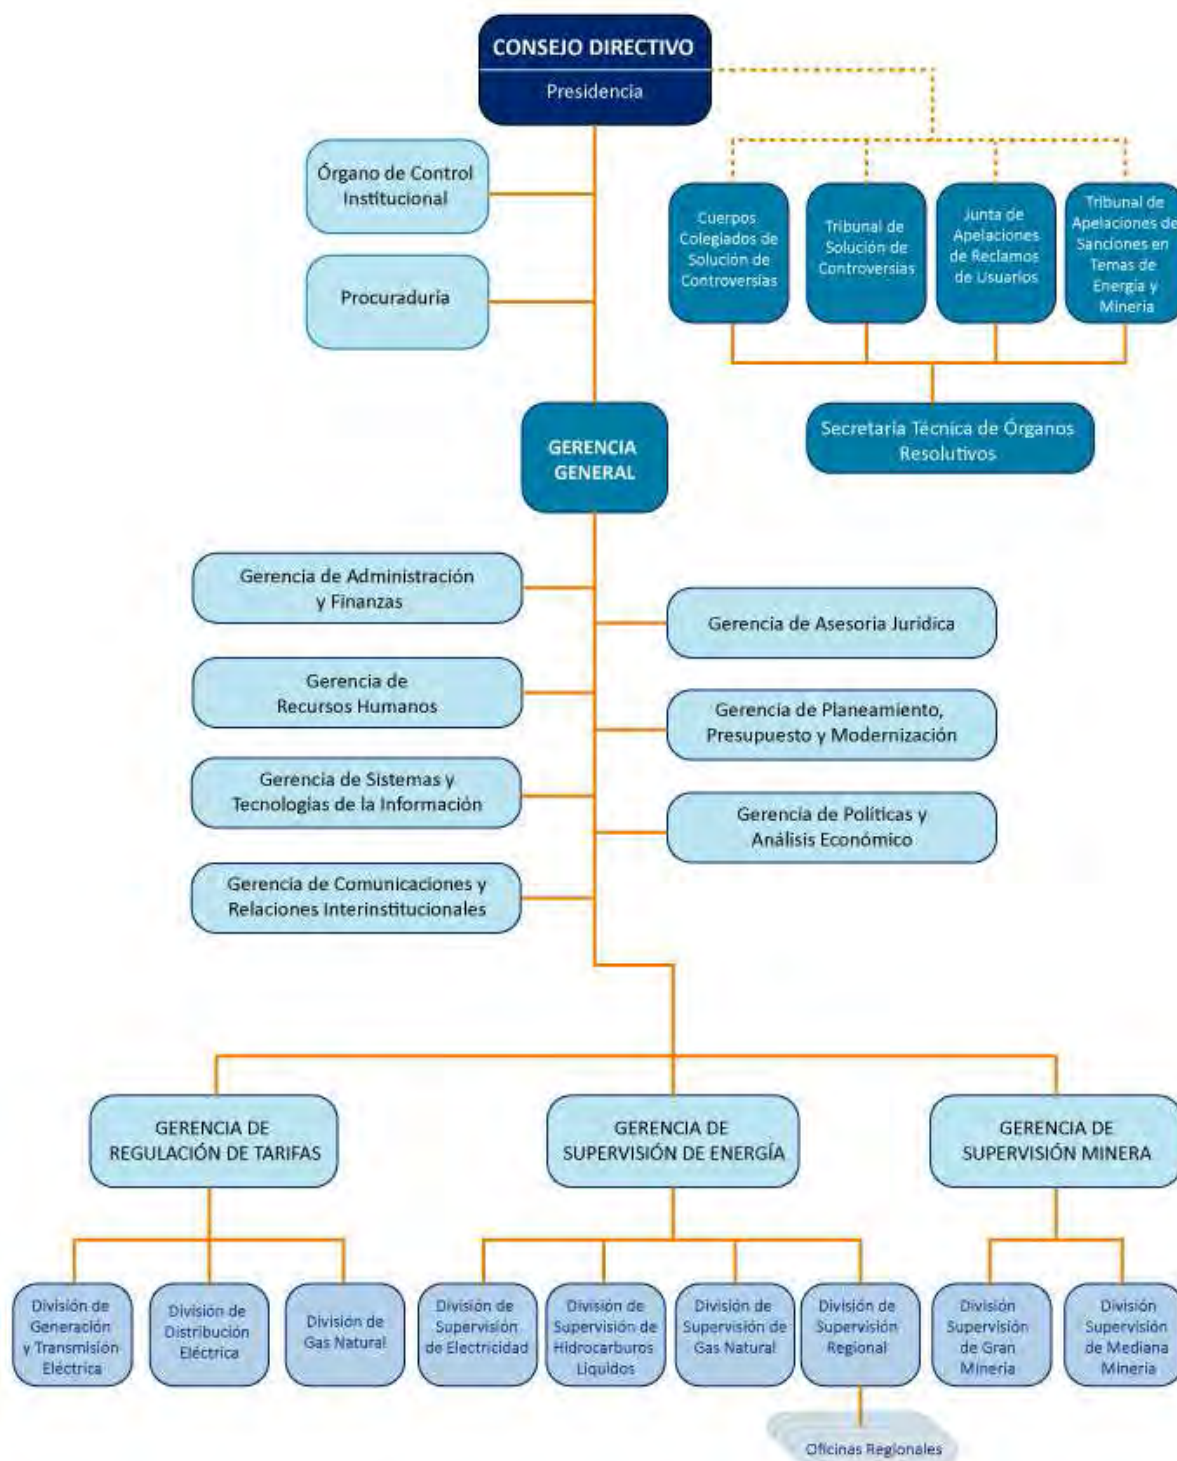 CONSEJO DIRECTIVO
Presidencia
Órgano de Control
Institucional
Procuraduría
Cuerpos
Colegiados de
Solución de
Controversias
Tribunal de
Solución de
Controversias
Junta de
Apelaciones
de Reclamos
de Usuarios
Tribunal de
Apelaciones de
Sanciones en
Temas de
Energía y
Minería
Secretaría Técnica de Órganos
Resolutivos
GERENCIA
GENERAL
Gerencia de Administración
y Finanzas
Gerencia de Asesoría Jurídica
Gerencia de
Recursos Humanos
Gerencia de Planeamiento,
Presupuesto y Modernización
Gerencia de Sistemas y
Tecnologías de la Información
Gerencia de Políticas y
Análisis Económico
Gerencia de Comunicaciones y
Relaciones Interinstitucionales
GERENCIA DE
REGULACIÓN DE TARIFAS
GERENCIA DE
SUPERVISIÓN DE ENERGÍA
GERENCIA DE
SUPERVISIÓN MINERA
División de
Generación
y Transmisión
Eléctrica
División de
Distribución
Eléctrica
División de
Gas Natural
División de
Supervisión
de Electricidad
División de
Supervisión de
Hidrocarburos
Líquidos
División de
Supervisión de
Gas Natural
División de
Supervisión
Regional
División
Supervisión
de Gran
Minería
División
Supervisión
de Mediana
Minería
Oficinas Regionales